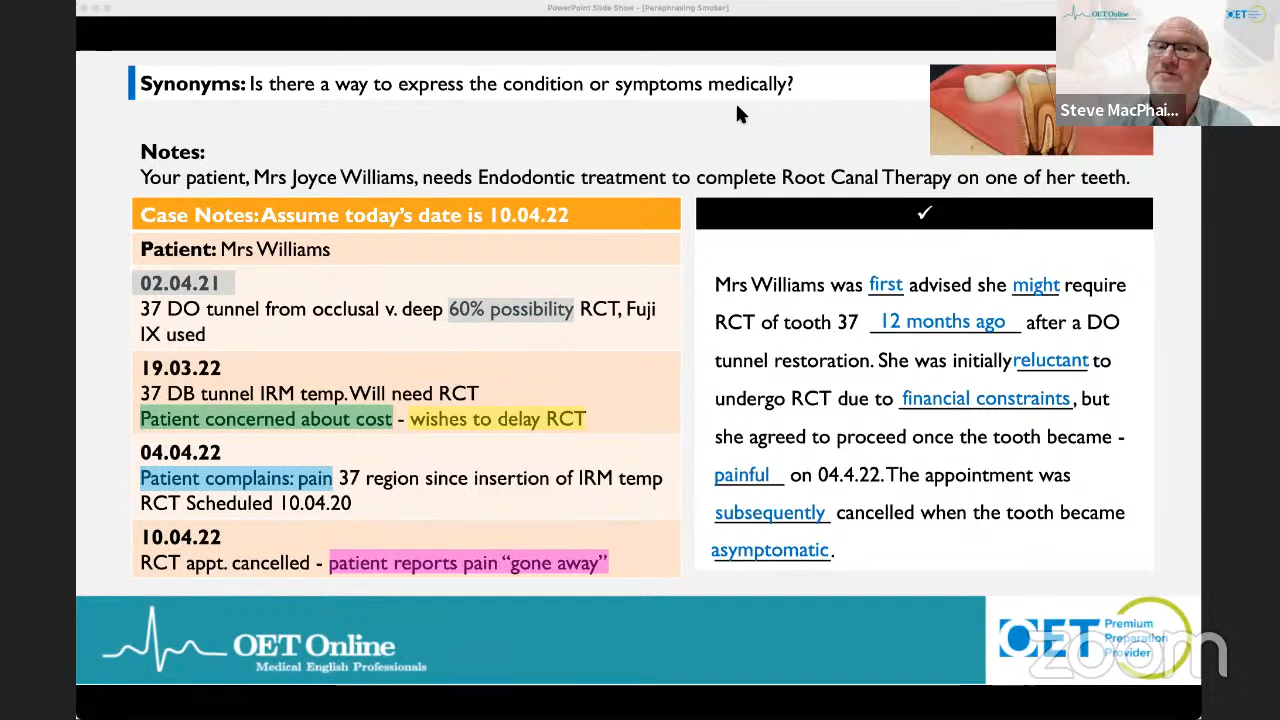 PowerPoint Slide Show - [Paraphrasing Smoker]
OET Online
OET
Steve MacPhai...
Synonyms: Is there a way to express the condition or symptoms medically?
Notes:
Your patient, Mrs Joyce Williams, needs Endodontic treatment to complete Root Canal Therapy on one of her teeth.
Case Notes: Assume today's date is 10.04.22
Patient: Mrs Williams
02.04.21
37 DO tunnel from occlusal v. deep 60% possibility RCT, Fuji
IX used
19.03.22
37 DB tunnel IRM temp. Will need RCT
Patient concerned about cost - wishes to delay RCT
04.04.22
Patient complains: pain 37 region since insertion of IRM temp
RCT Scheduled 10.04.20
10.04.22
RCT appt. cancelled - patient reports pain “gone away”
✓
Mrs Williams was first advised she might require
RCT of tooth 37 12 months ago after a DO
tunnel restoration. She was initially reluctant to
undergo RCT due to financial constraints, but
she agreed to proceed once the tooth became -
painful on 04.4.22. The appointment was
subsequently cancelled when the tooth became
asymptomatic.
OET Online
Medical English Professionals
OET Premium
Preparation
Provider
zoom